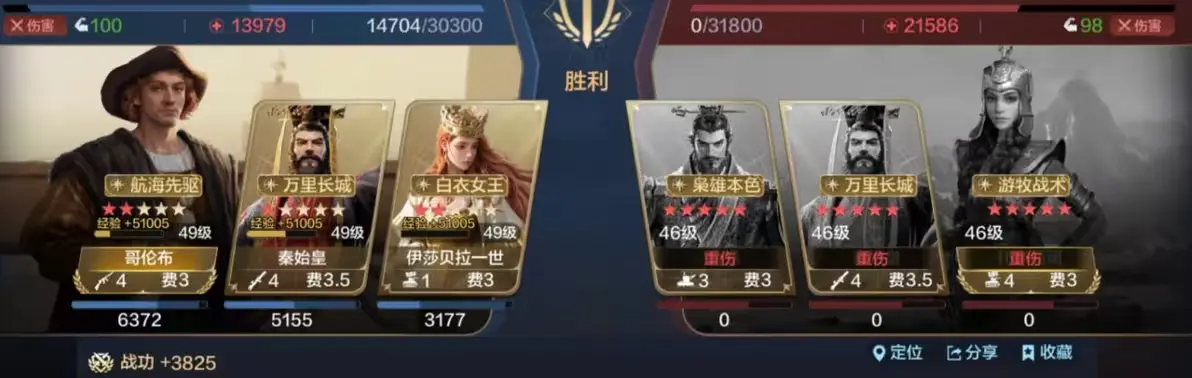 伤害 100 13979 14704/30300
0/31800 21586 98 伤害
胜利
航海先驱
经验 +51005
49级
哥伦布
4 费3
6372
万里长城
经验 +51005
49级
秦始皇
4 费3.5
5155
白衣女王
经验 +51005
49级
伊莎贝拉一世
1 费3
3177
枭雄本色
46级
重伤
3 费3
0
万里长城
46级
重伤
4 费3.5
0
游牧战术
46级
重伤
4 费3
0
战功 +3825
定位 分享 收藏